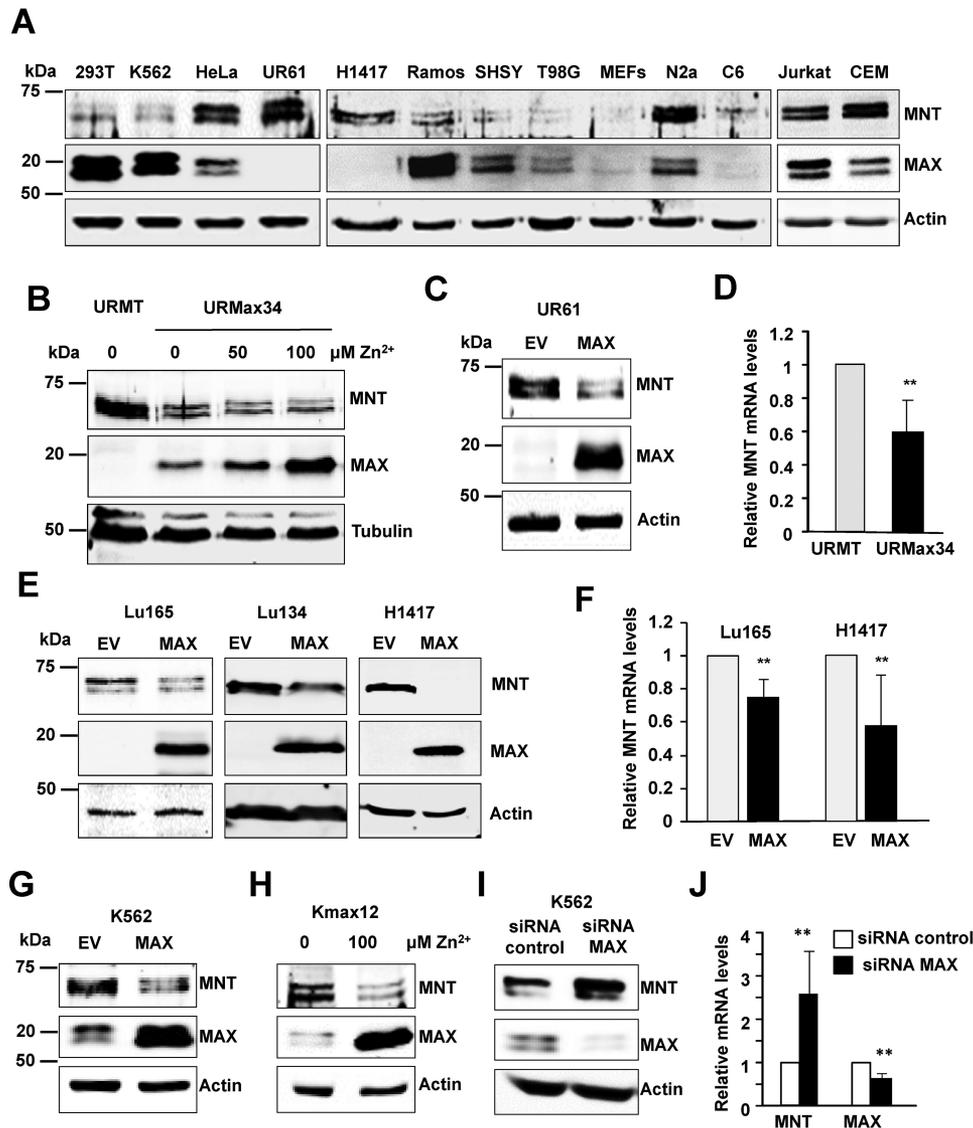 A
kDa 293T K562 HeLa UR61 H1417 Ramos SHSY T98G MEFs N2a C6 Jurkat CEM
75
MNT
20
MAX
50
Actin
B
URMT URMax34
kDa 0 0 50 100 µM Zn²⁺
75
MNT
20
MAX
50
Tubulin
C
UR61
kDa EV MAX
75
MNT
20
MAX
50
Actin
D
Relative MNT mRNA levels
1.2
1
0.8
0.6
0.4
0.2
0
**
URMT URMax34
E
Lu165 Lu134 H1417
kDa EV MAX EV MAX EV MAX
75
MNT
20
MAX
50
Actin
F
Relative MNT mRNA levels
1.2
1
0.8
0.6
0.4
0.2
0
Lu165 H1417
** **
EV MAX EV MAX
G
K562
kDa EV MAX
75
MNT
20
MAX
50
Actin
H
Kmax12
0 100 µM Zn²⁺
MNT
MAX
Actin
I
K562
siRNA control siRNA MAX
MNT
MAX
Actin
J
Relative mRNA levels
4
3
2
1
0
** **
siRNA control
siRNA MAX
MNT MAX